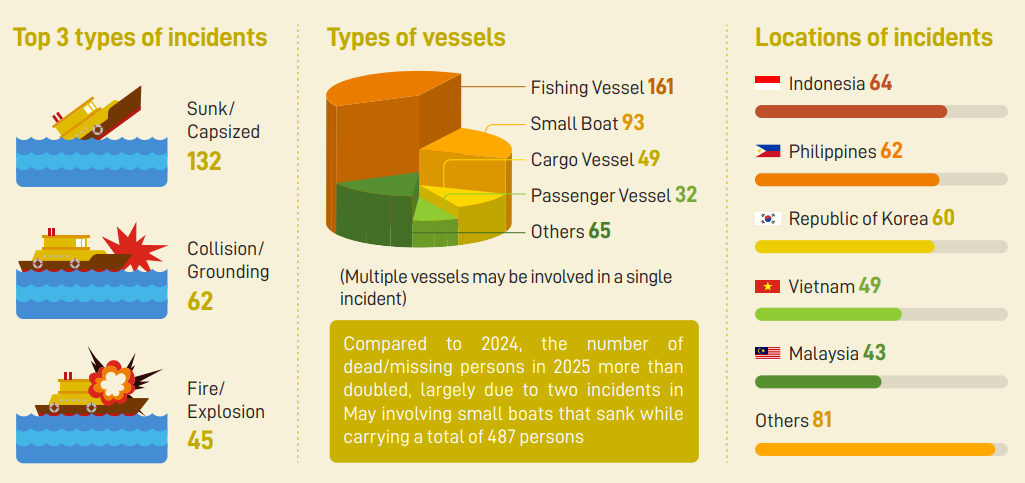 Top 3 types of incidents
Sunk/
Capsized
132
Collision/
Grounding
62
Fire/
Explosion
45
Types of vessels
Fishing Vessel 161
Small Boat 93
Cargo Vessel 49
Passenger Vessel 32
Others 65
(Multiple vessels may be involved in a single
incident)
Compared to 2024, the number of
dead/missing persons in 2025 more than
doubled, largely due to two incidents in
May involving small boats that sank while
carrying a total of 487 persons
Locations of incidents
Indonesia 64
Philippines 62
Republic of Korea 60
Vietnam 49
Malaysia 43
Others 81